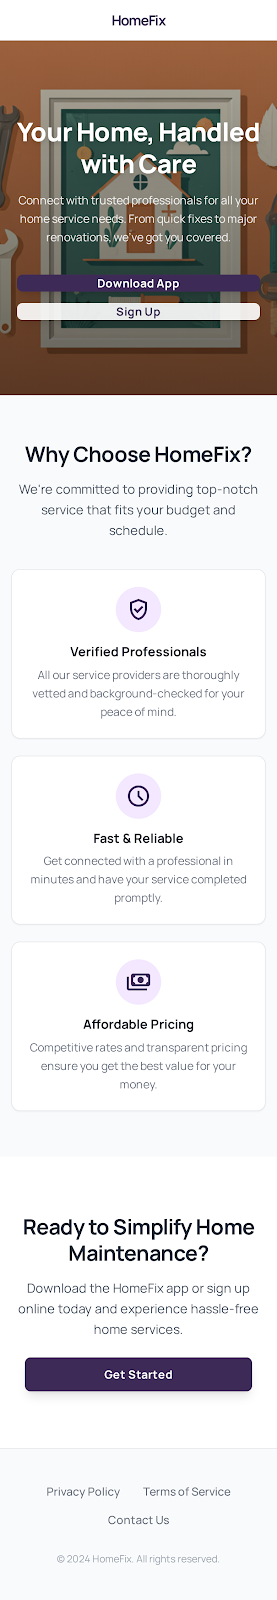 HomeFix
Your Home, Handled
with Care
Connect with trusted professionals for all your
home service needs. From quick fixes to major
renovations, we've got you covered.
Download App
Sign Up
Why Choose HomeFix?
We're committed to providing top-notch
service that fits your budget and
schedule.
Verified Professionals
All our service providers are thoroughly
vetted and background-checked for your
peace of mind.
Fast & Reliable
Get connected with a professional in
minutes and have your service completed
promptly.
Affordable Pricing
Competitive rates and transparent pricing
ensure you get the best value for your
money.
Ready to Simplify Home
Maintenance?
Download the HomeFix app or sign up
online today and experience hassle-free
home services.
Get Started
Privacy Policy Terms of Service
Contact Us
© 2024 HomeFix. All rights reserved.